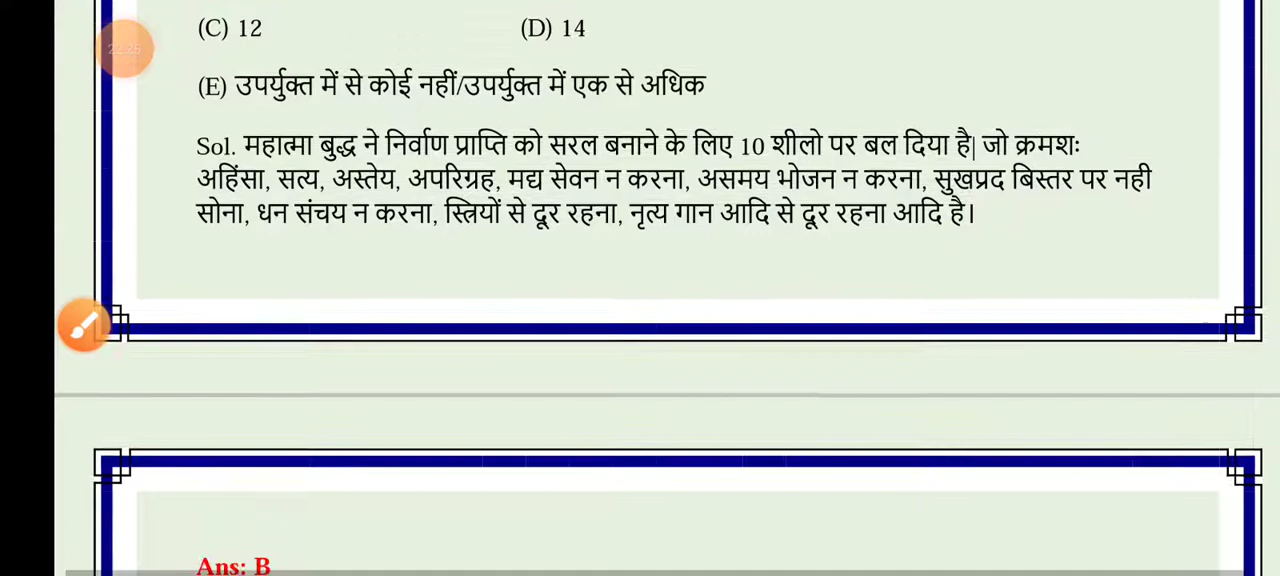 (C) 12 (D) 14
22:25
(E) उपर्युक्त में से कोई नहीं/उपर्युक्त में एक से अधिक
Sol. महात्मा बुद्ध ने निर्वाण प्राप्ति को सरल बनाने के लिए 10 शीलो पर बल दिया है| जो क्रमशः
अहिंसा, सत्य, अस्तेय, अपरिग्रह, मद्य सेवन न करना, असमय भोजन न करना, सुखप्रद बिस्तर पर नही
सोना, धन संचय न करना, स्त्रियों से दूर रहना, नृत्य गान आदि से दूर रहना आदि है।
Ans: B